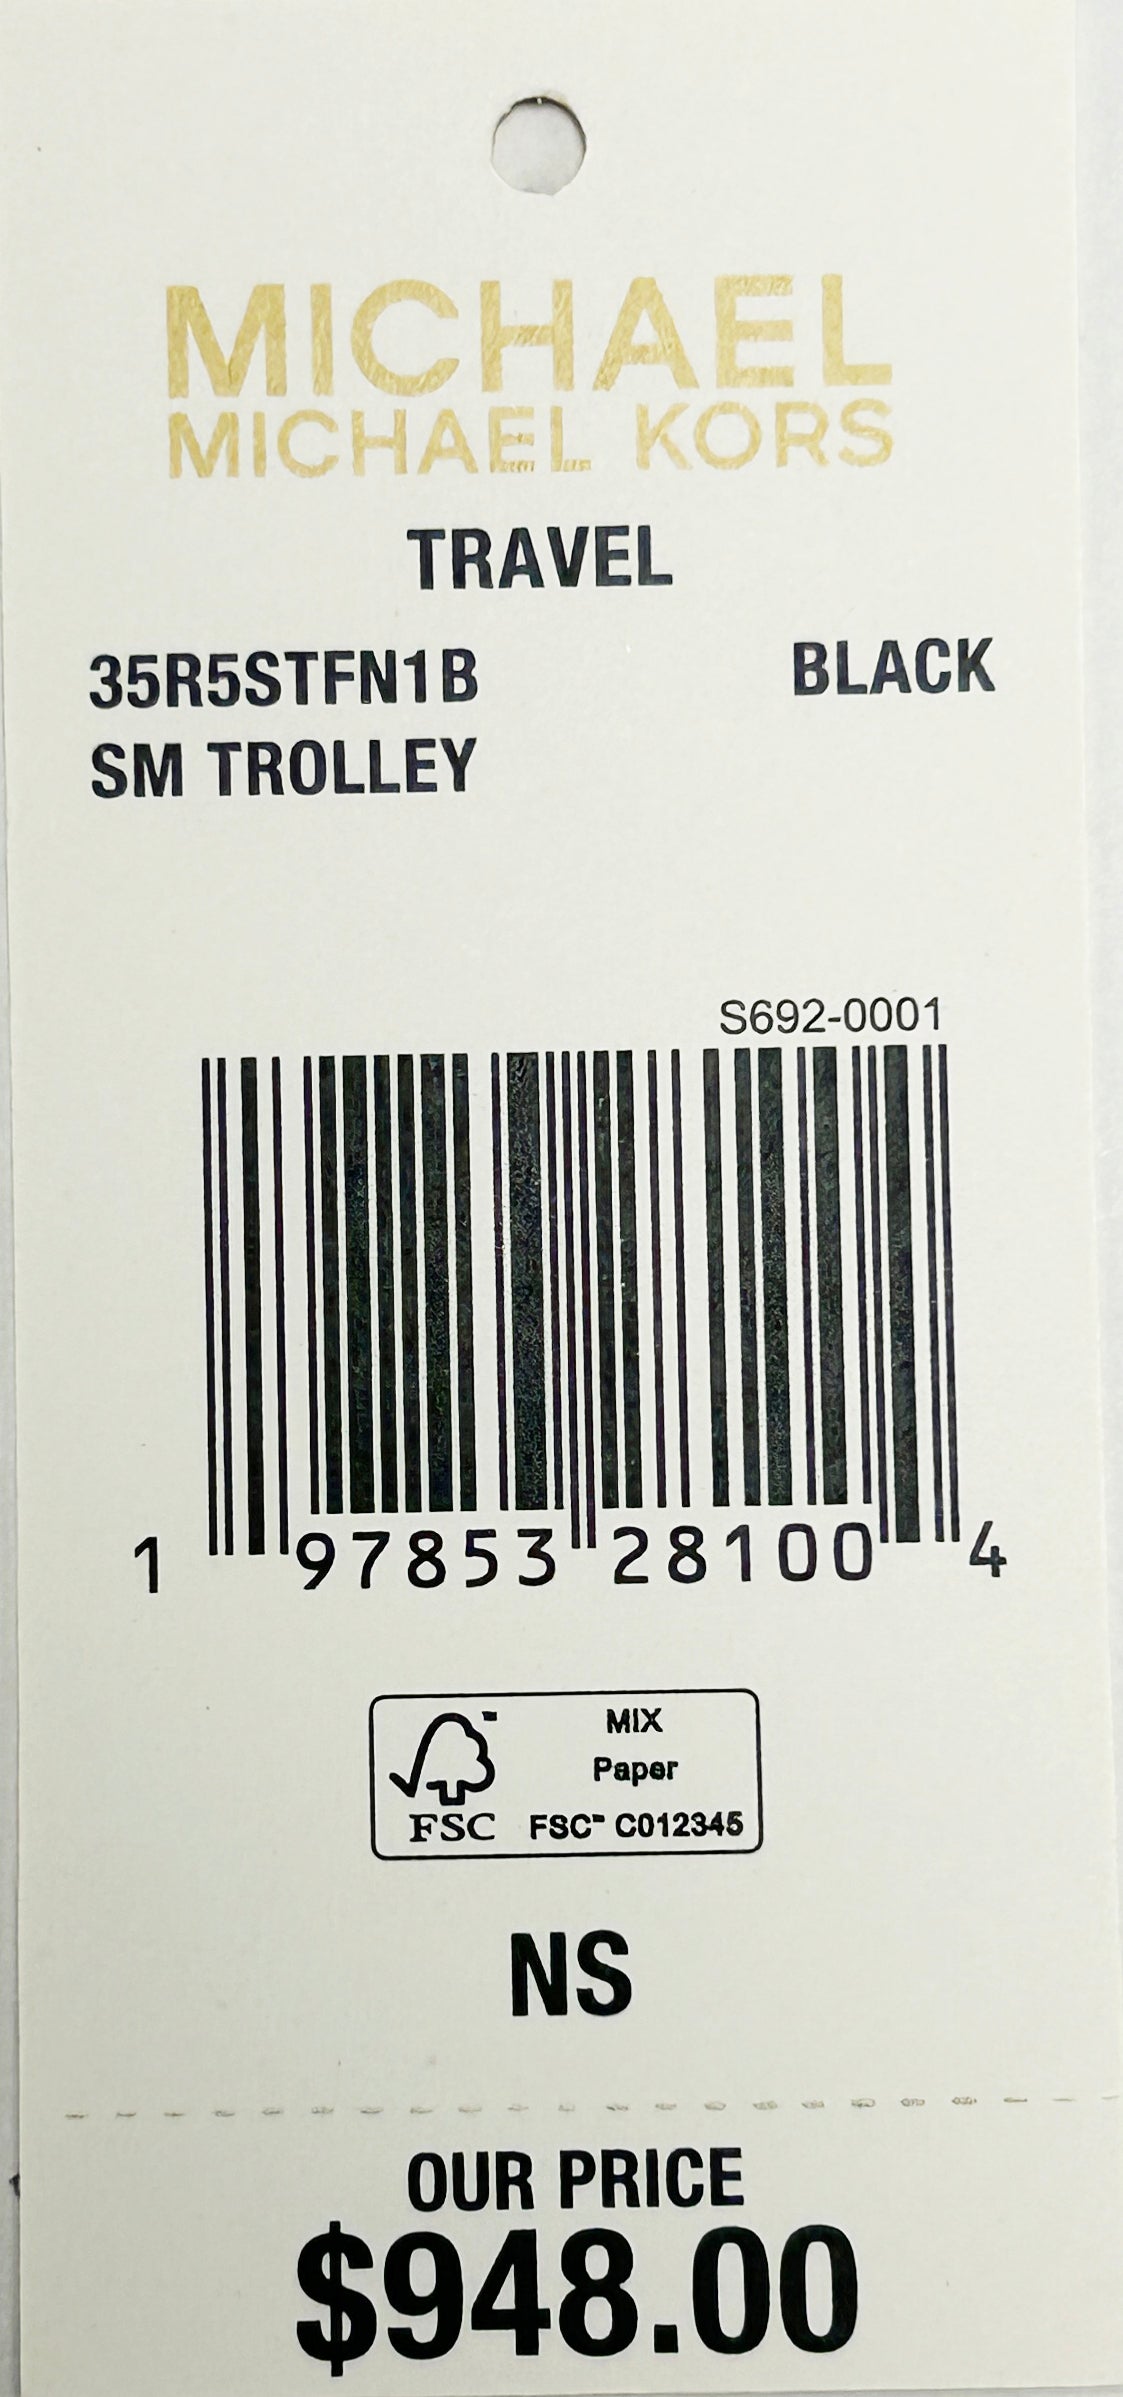 MICHAEL
MICHAEL KORS
TRAVEL
35R5STFN1B BLACK
SM TROLLEY
S692-0001
1 97853 28100 4
FSC
MIX
Paper
FSC™ C012345
NS
OUR PRICE
$948.00